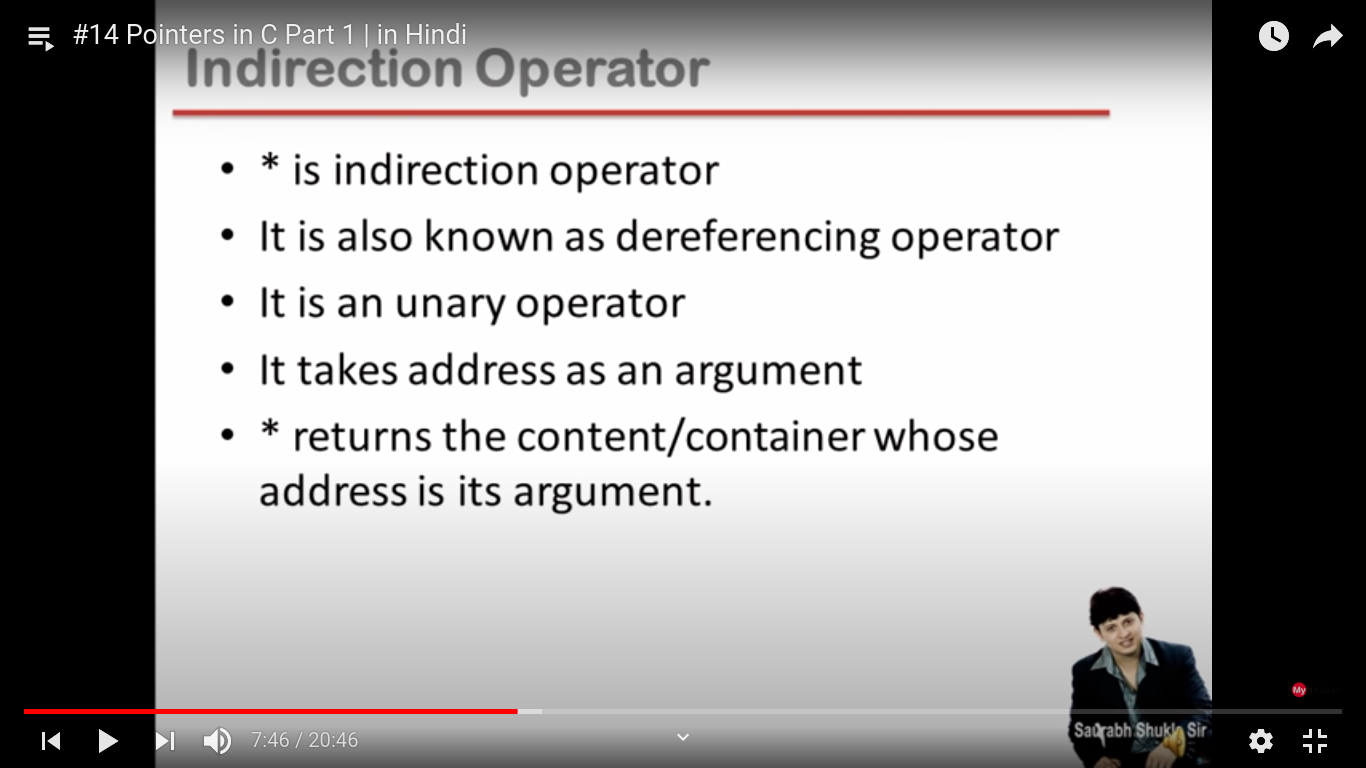 #14 Pointers in C Part 1 | in Hindi
Indirection Operator
• * is indirection operator
• It is also known as dereferencing operator
• It is an unary operator
• It takes address as an argument
• * returns the content/container whose
address is its argument.
My
Saurabh Shukla Sir
7:46 / 20:46